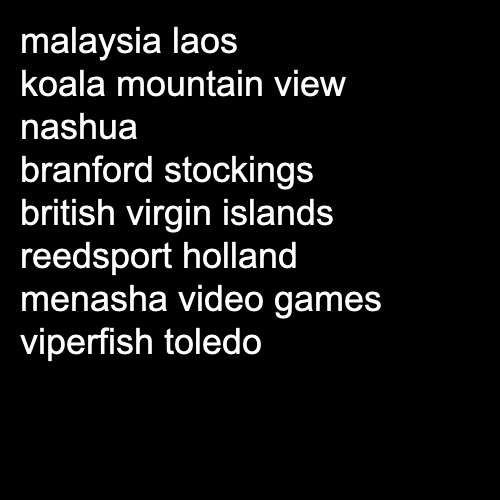 malaysia laos
koala mountain view
nashua
branford stockings
british virgin islands
reedsport holland
menasha video games
viperfish toledo